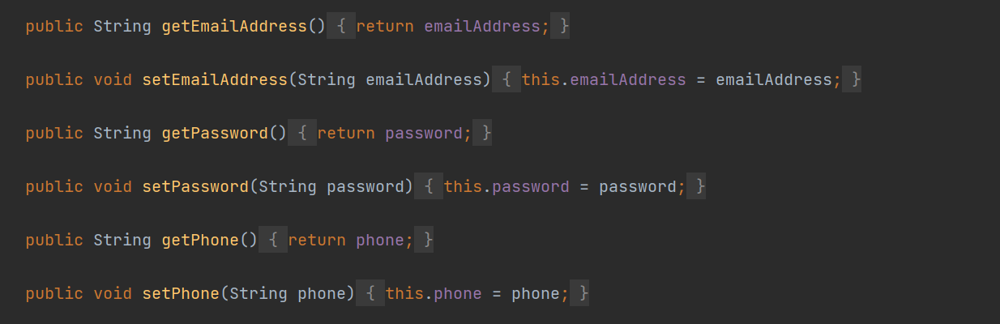 public String getEmailAddress() { return emailAddress; }
public void setEmailAddress(String emailAddress) { this.emailAddress = emailAddress; }
public String getPassword() { return password; }
public void setPassword(String password) { this.password = password; }
public String getPhone() { return phone; }
public void setPhone(String phone) { this.phone = phone; }